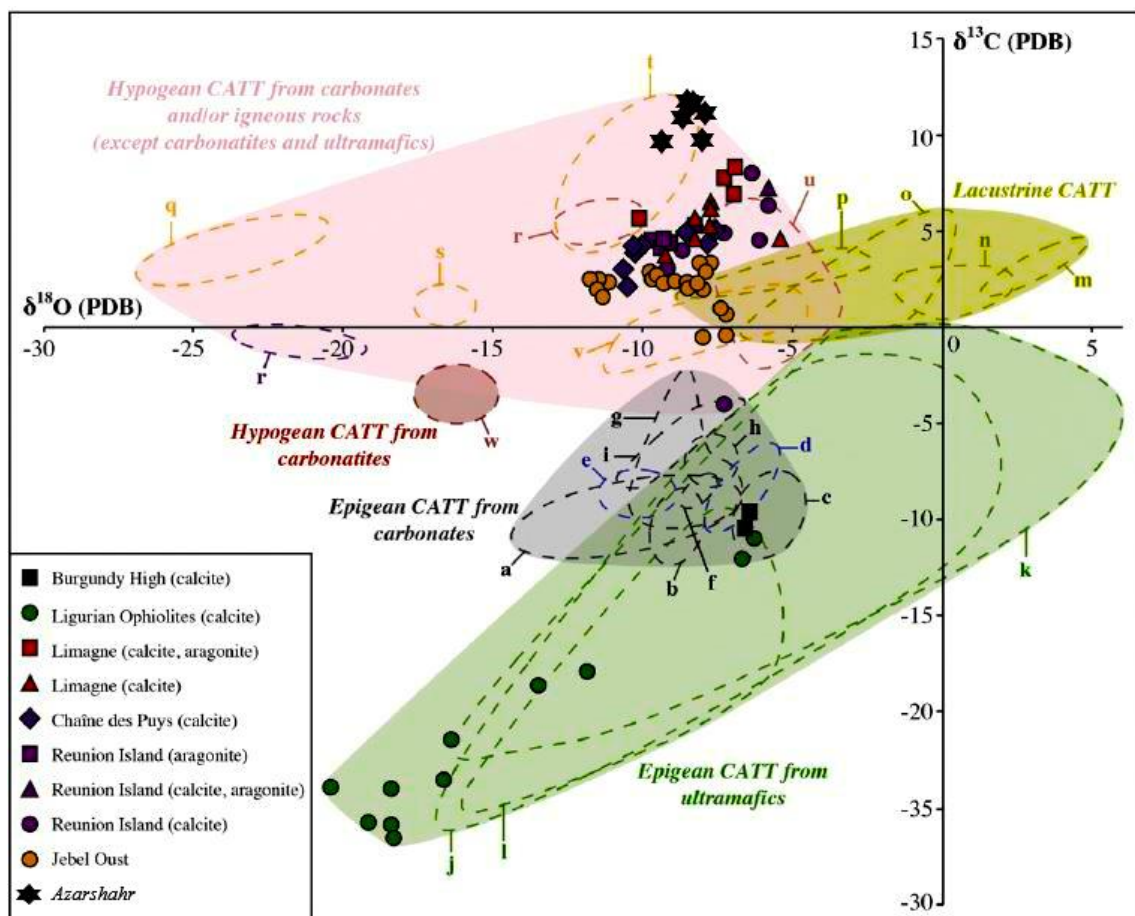 15
δ¹³C (PDB)
t
Hypogean CATT from carbonates
and/or igneous rocks
(except carbonatites and ultramafics)
10
u
p
o
Lacustrine CATT
q
r
5
n
s
m
δ¹⁸O (PDB)
-30
-25
-20
-15
-10
-5
0
5
v
r
g
w
-5
Hypogean CATT from
carbonatites
h
d
i
e
c
Epigean CATT from
carbonates
-10
a
b
f
k
Burgundy High (calcite)
Ligurian Ophiolites (calcite)
Limagne (calcite, aragonite)
Limagne (calcite)
Chaîne des Puys (calcite)
Reunion Island (aragonite)
Reunion Island (calcite, aragonite)
Reunion Island (calcite)
Jebel Oust
Azarshahr
-15
-20
Epigean CATT from
ultramafics
-25
j
l
-30